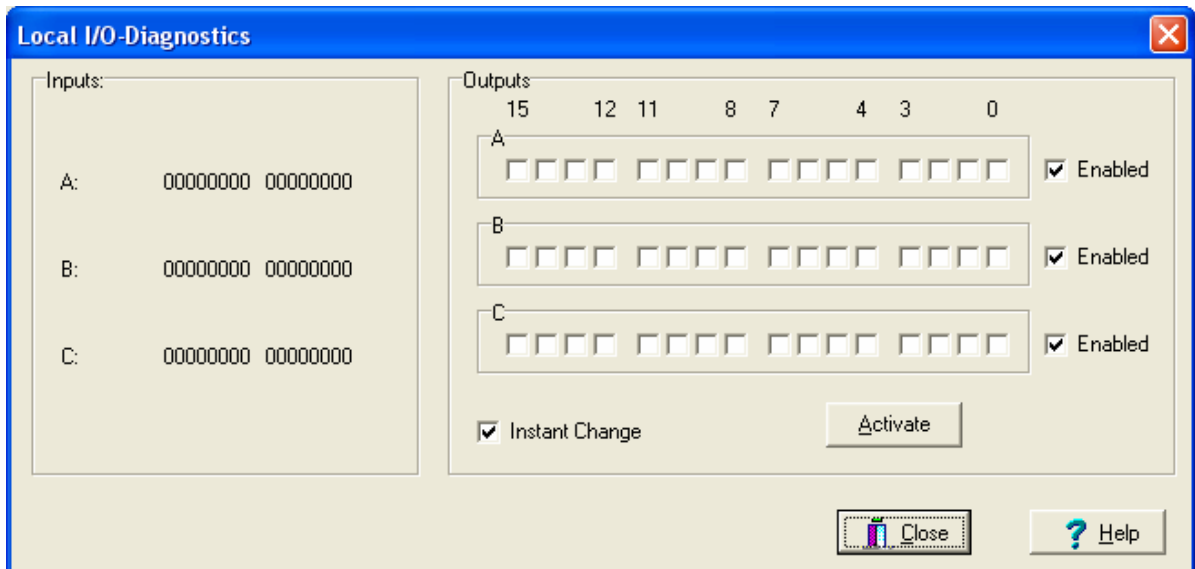 Local I/O-Diagnostics
Inputs:
A: 00000000 00000000
B: 00000000 00000000
C: 00000000 00000000
Outputs
15 12 11 8 7 4 3 0
A
Enabled
B
Enabled
C
Enabled
Instant Change
Activate
Close
Help